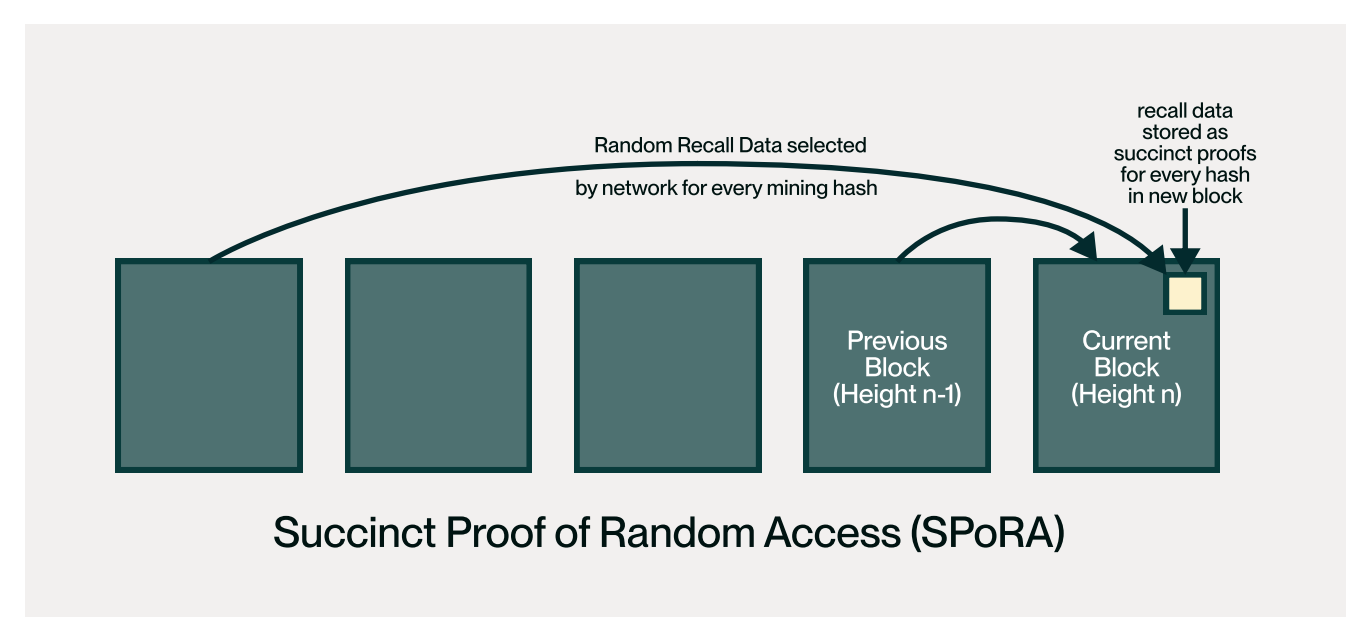 recall data
stored as
succinct proofs
for every hash
in new block
Random Recall Data selected
by network for every mining hash
Previous
Block
(Height n-1)
Current
Block
(Height n)
Succinct Proof of Random Access (SPoRA)